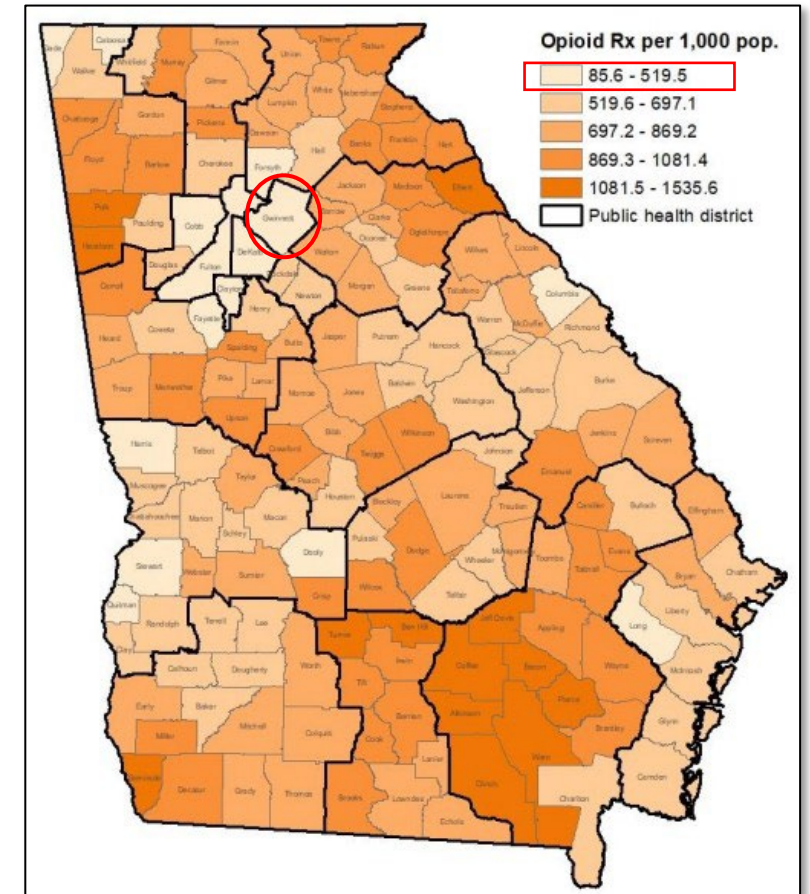 Opioid Rx per 1,000 pop.
85.6 - 519.5
519.6 - 697.1
697.2 - 869.2
869.3 - 1081.4
1081.5 - 1535.6
Public health district
Dade
Catoosa
Whitfield
Murray
Fannin
Union
Towns
Rabun
Walker
Gilmer
Lumpkin
White
Habersham
Stephens
Chattooga
Gordon
Pickens
Dawson
Banks
Franklin
Hart
Floyd
Bartow
Cherokee
Forsyth
Hall
Jackson
Madison
Elbert
Polk
Paulding
Cobb
Gwinnett
Barrow
Clarke
Oglethorpe
Haralson
Douglas
Fulton
DeKalb
Walton
Oconee
Wilkes
Lincoln
Carroll
Clayton
Rockdale
Newton
Morgan
Greene
Taliaferro
Columbia
Fayette
Henry
Warren
McDuffie
Richmond
Heard
Coweta
Spalding
Butts
Jasper
Putnam
Hancock
Glascock
Troup
Meriwether
Pike
Lamar
Monroe
Jones
Baldwin
Washington
Jefferson
Burke
Upson
Bibb
Wilkinson
Jenkins
Screven
Harris
Talbot
Crawford
Twiggs
Johnson
Emanuel
Muscogee
Taylor
Peach
Houston
Bleckley
Laurens
Treutlen
Candler
Bulloch
Effingham
Chattahoochee
Marion
Schley
Macon
Dooly
Pulaski
Dodge
Wheeler
Montgomery
Toombs
Tattnall
Evans
Bryan
Chatham
Stewart
Webster
Sumter
Crisp
Wilcox
Telfair
Long
Liberty
Quitman
Randolph
Terrell
Lee
Turner
Ben Hill
Jeff Davis
Appling
Wayne
McIntosh
Clay
Calhoun
Dougherty
Worth
Tift
Irwin
Coffee
Bacon
Pierce
Early
Baker
Mitchell
Colquitt
Berrien
Atkinson
Brantley
Glynn
Miller
Cook
Lanier
Ware
Camden
Seminole
Decatur
Grady
Thomas
Brooks
Lowndes
Echols
Clinch
Charlton